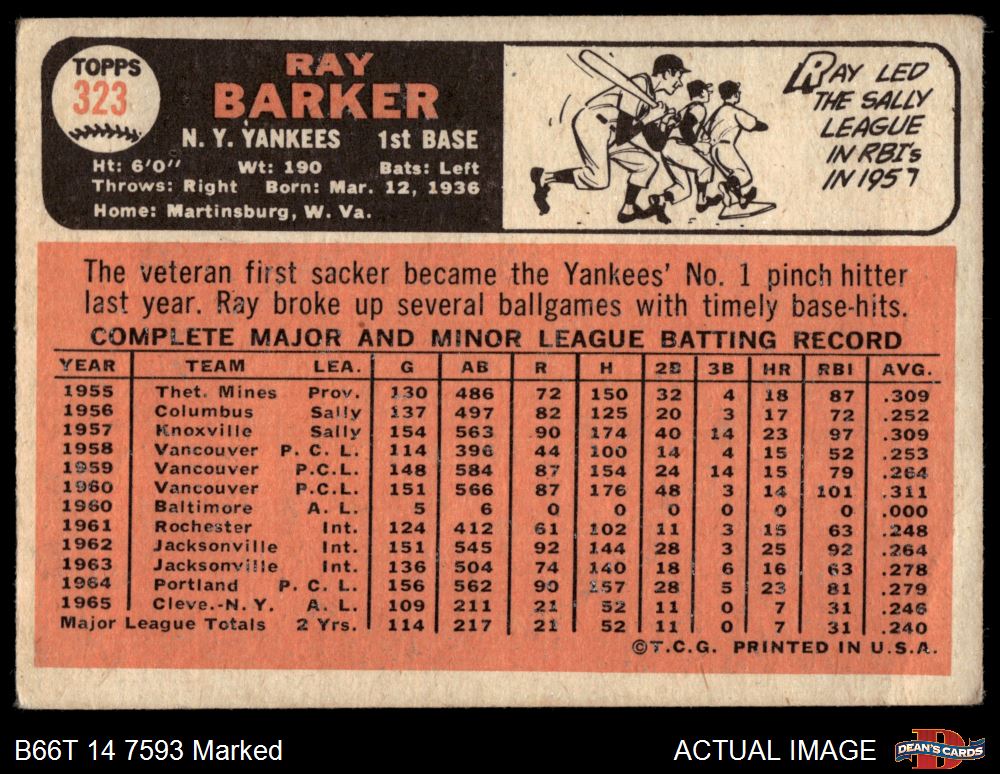 TOPPS
323
RAY
BARKER
N. Y. YANKEES 1st BASE
Ht: 6'0" Wt: 190 Bats: Left
Throws: Right Born: Mar. 12, 1936
Home: Martinsburg, W. Va.
RAY LED
THE SALLY
LEAGUE
IN RBI's
IN 1957
The veteran first sacker became the Yankees' No. 1 pinch hitter
last year. Ray broke up several ballgames with timely base-hits.
COMPLETE MAJOR AND MINOR LEAGUE BATTING RECORD
YEAR TEAM LEA. G AB R H 2B 3B HR RBI AVG.
1955 Thet. Mines Prov. 130 486 72 150 32 4 18 87 .309
1956 Columbus Sally 137 497 82 125 20 3 17 72 .252
1957 Knoxville Sally 154 563 90 174 40 14 23 97 .309
1958 Vancouver P. C. L. 114 396 44 100 14 4 15 52 .253
1959 Vancouver P.C.L. 148 584 87 154 24 14 15 79 .264
1960 Vancouver P.C.L. 151 566 87 176 48 3 14 101 .311
1960 Baltimore A. L. 5 6 0 0 0 0 0 0 .000
1961 Rochester Int. 124 412 61 102 11 3 15 63 .248
1962 Jacksonville Int. 151 545 92 144 28 3 25 92 .264
1963 Jacksonville Int. 136 504 74 140 18 6 16 63 .278
1964 Portland P. C. L. 156 562 90 157 28 5 23 81 .279
1965 Cleve.-N. Y. A. L. 109 211 21 52 11 0 7 31 .246
Major League Totals 2 Yrs. 114 217 21 52 11 0 7 31 .240
©T.C.G. PRINTED IN U.S.A.
B66T 14 7593 Marked
ACTUAL IMAGE
D
DEAN'S CARDS